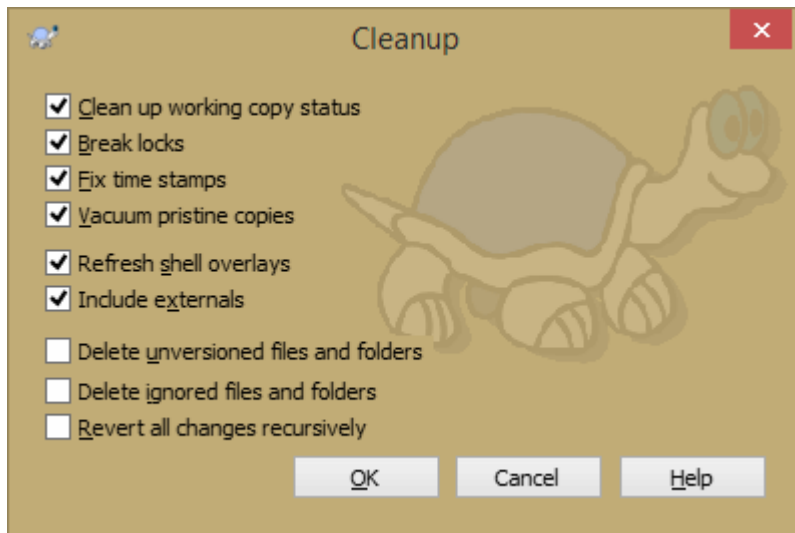 Cleanup
Clean up working copy status
Break locks
Fix time stamps
Vacuum pristine copies
Refresh shell overlays
Include externals
Delete unversioned files and folders
Delete ignored files and folders
Revert all changes recursively
OK Cancel Help